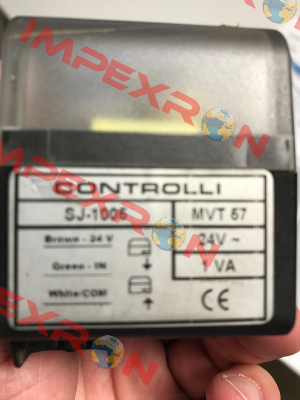 IMPEXRON
CONTROLLI
SJ-1005 MVT 57
Brown - 24 V 24V ~
Green - IN 1 VA
White/COM CE